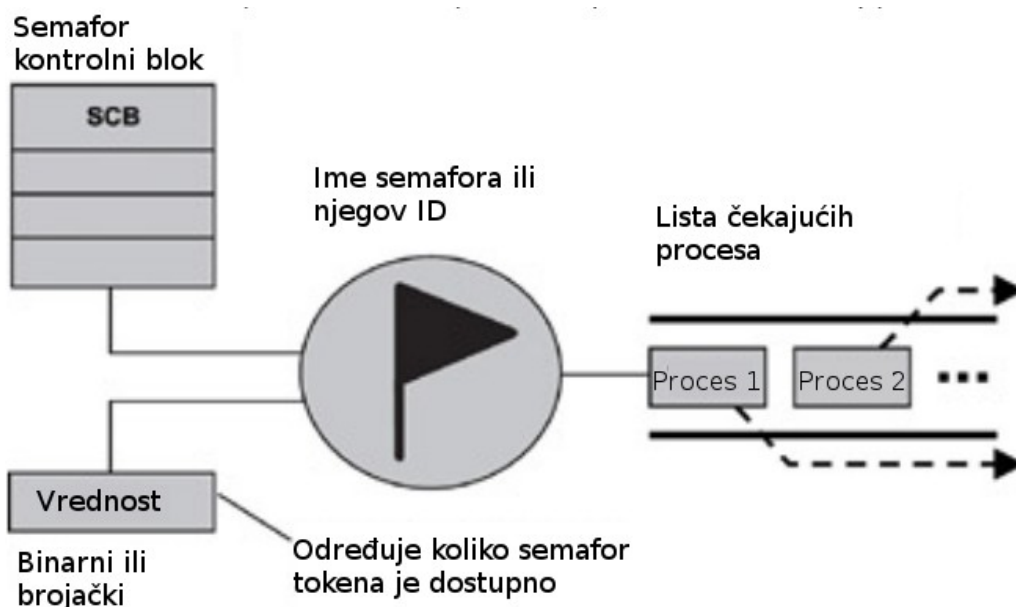 Semafor
kontrolni blok
SCB
Ime semafora ili
njegov ID
Lista čekajućih
procesa
Proces 1
Proces 2
Vrednost
Binarni ili
brojački
Određuje koliko semafor
tokena je dostupno